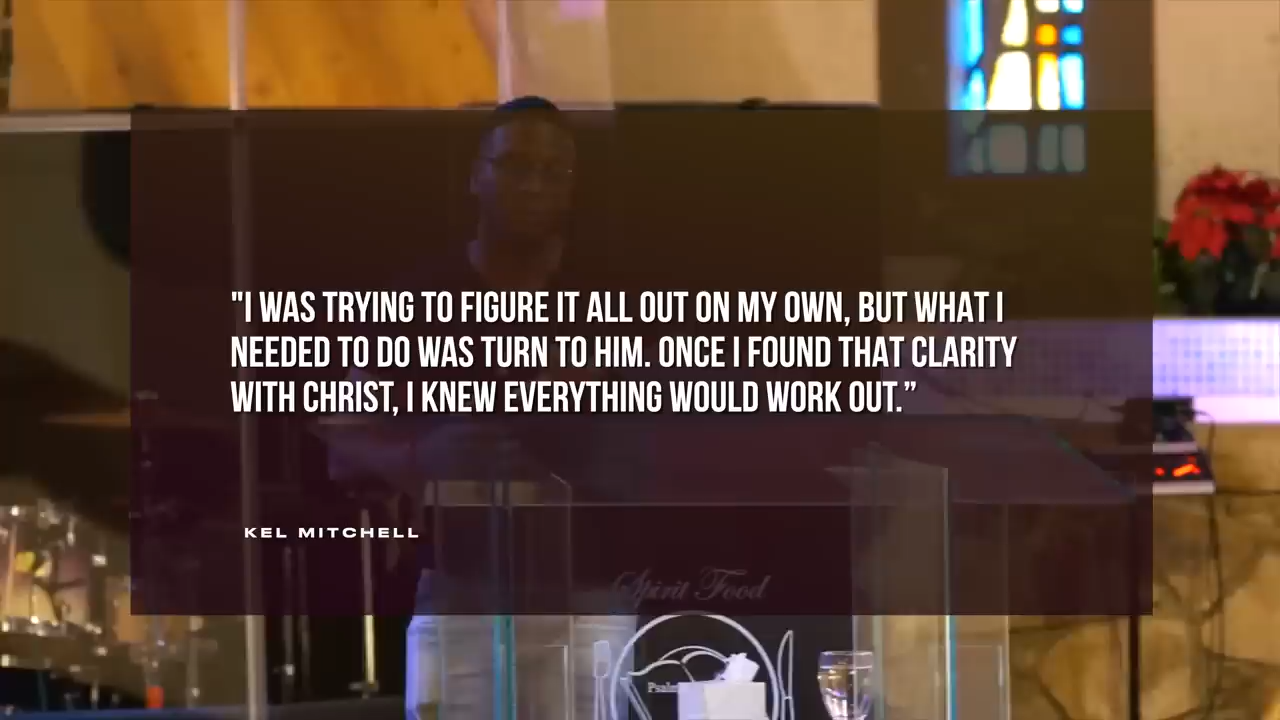 "I WAS TRYING TO FIGURE IT ALL OUT ON MY OWN, BUT WHAT I
NEEDED TO DO WAS TURN TO HIM. ONCE I FOUND THAT CLARITY
WITH CHRIST, I KNEW EVERYTHING WOULD WORK OUT.”
KEL MITCHELL
Spirit Food